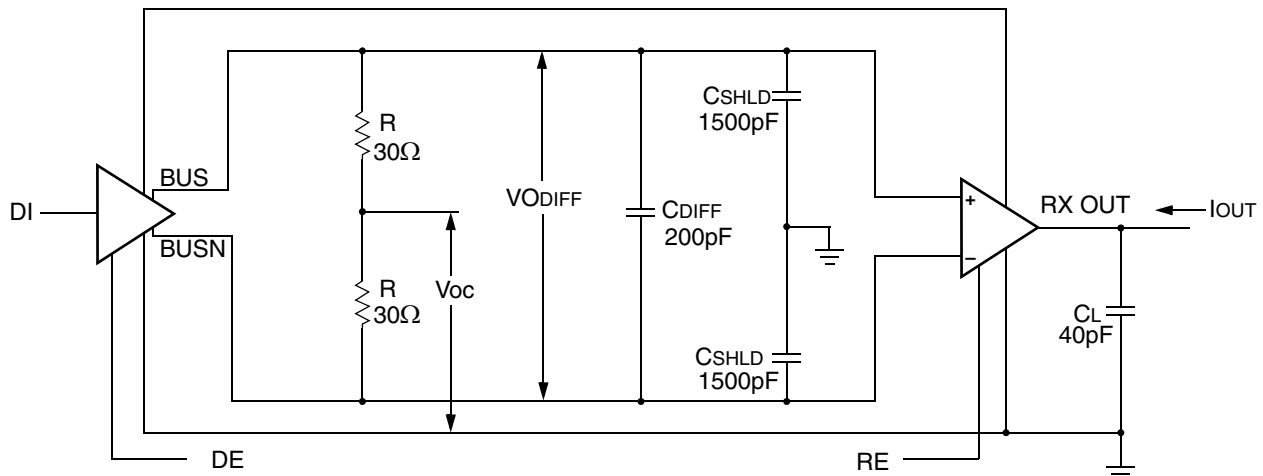 CSHLD
1500pF
R
30Ω
BUS
VODIFF
RX OUT
IOUT
DI
+
CDIFF
200pF
BUSN
−
R
30Ω
VOC
CL
40pF
CSHLD
1500pF
DE
RE